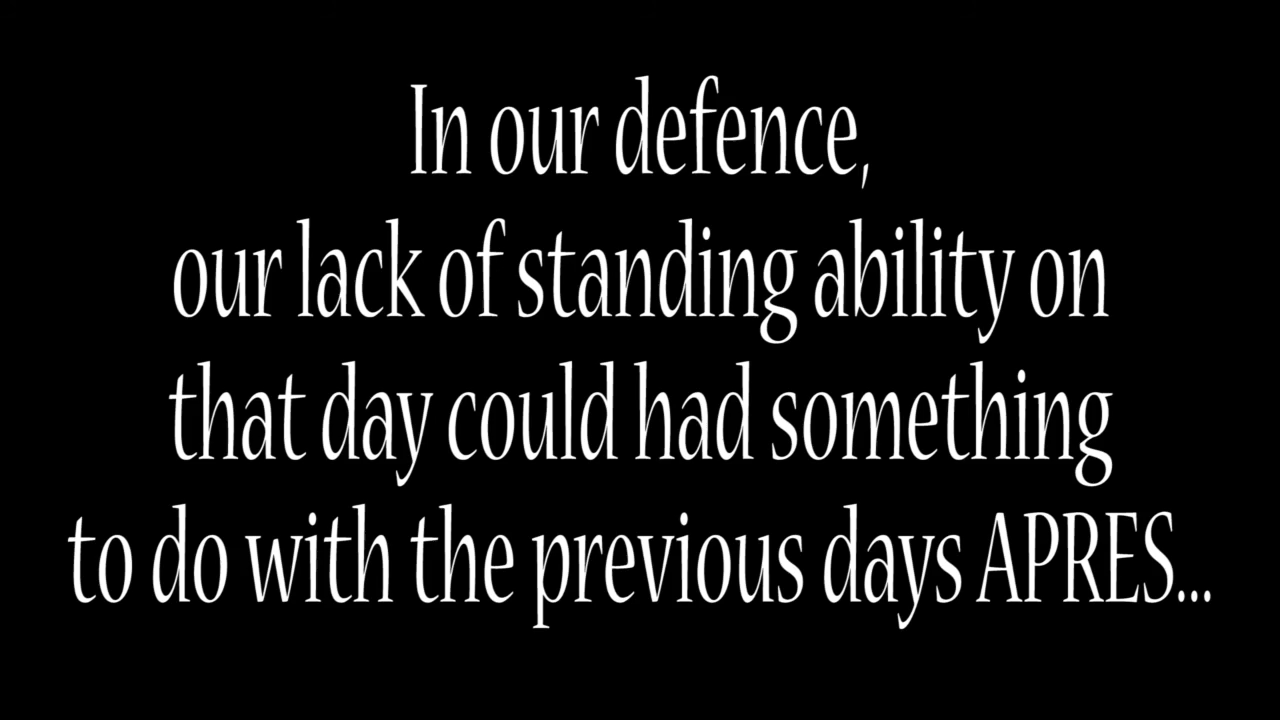 In our defence,
our lack of standing ability on
that day could had something
to do with the previous days APRES...